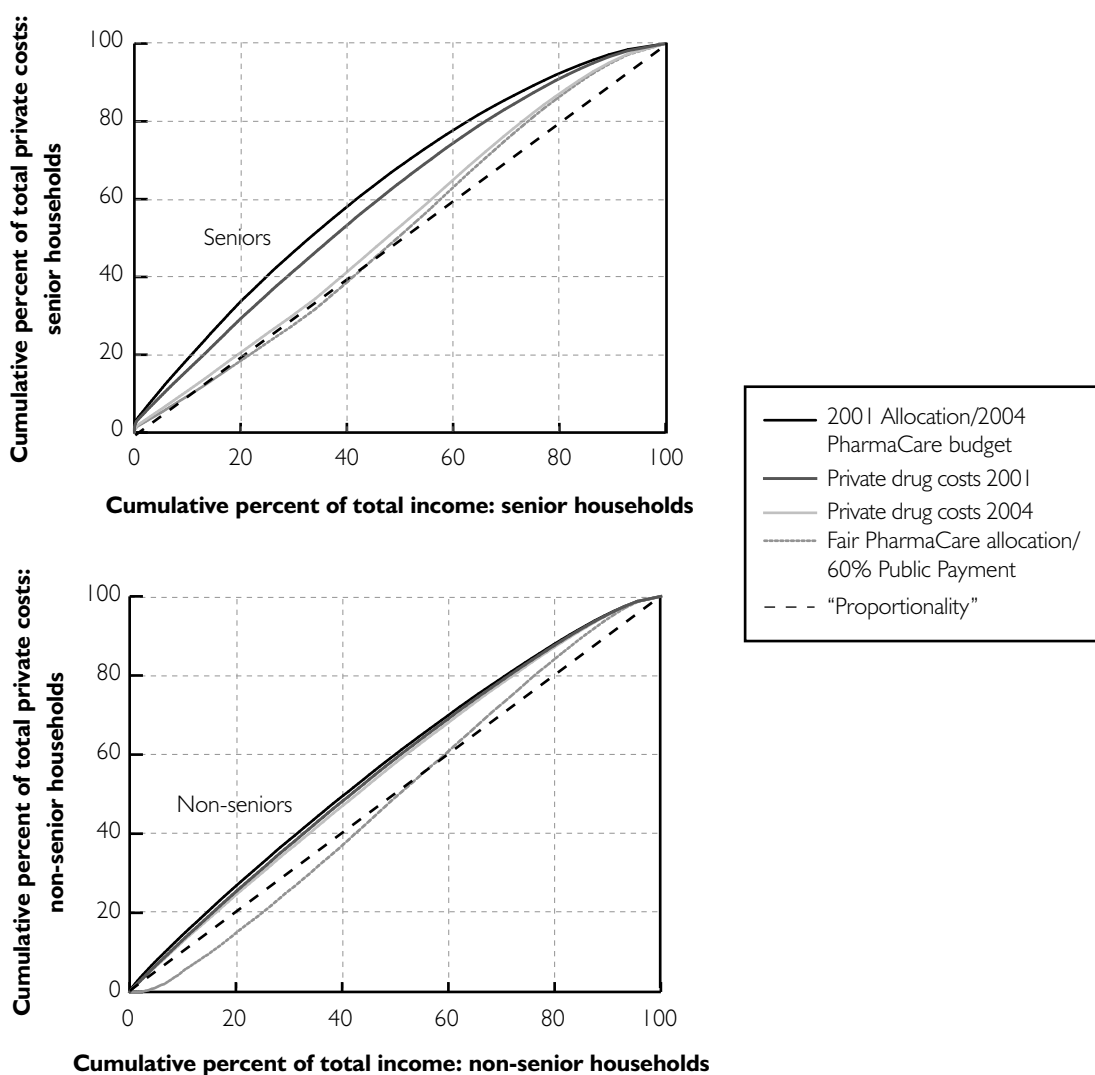 Cumulative percent of total private costs:
senior households
100
80
60
40
20
0
Seniors
0 20 40 60 80 100
Cumulative percent of total income: senior households
2001 Allocation/2004
PharmaCare budget
Private drug costs 2001
Private drug costs 2004
Fair PharmaCare allocation/
60% Public Payment
“Proportionality”
Cumulative percent of total private costs:
non-senior households
100
80
60
40
20
0
Non-seniors
0 20 40 60 80 100
Cumulative percent of total income: non-senior households